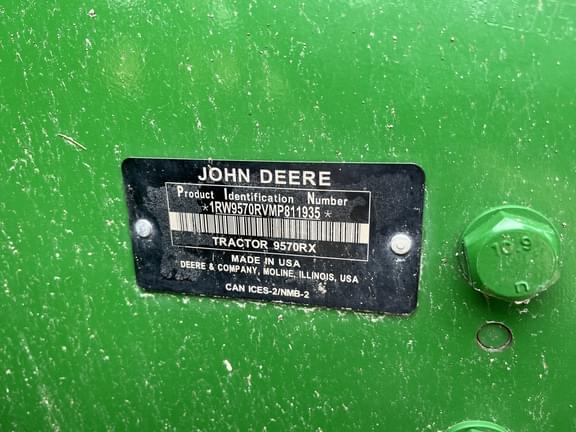 JOHN DEERE
Product Identification Number
*1RW9570RVMP811935*
TRACTOR 9570RX
MADE IN USA
DEERE & COMPANY, MOLINE, ILLINOIS, USA
CAN ICES-2/NMB-2
10.9
n